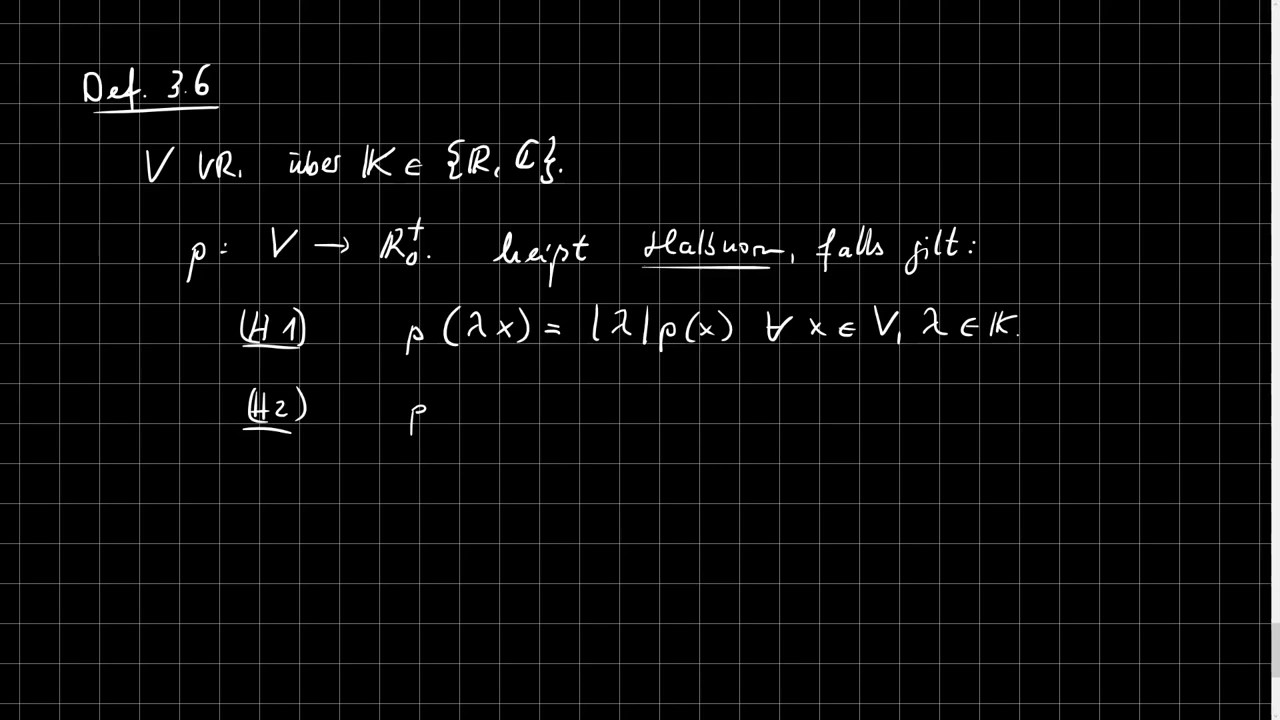 Def. 3.6
V VR, über 𝕂 ∈ {ℝ, ℂ}.
p: V → ℝ₀⁺. heißt Halbnorm, falls gilt:
(H1) p(λx) = |λ|p(x) ∀ x ∈ V, λ ∈ 𝕂.
(H2) p